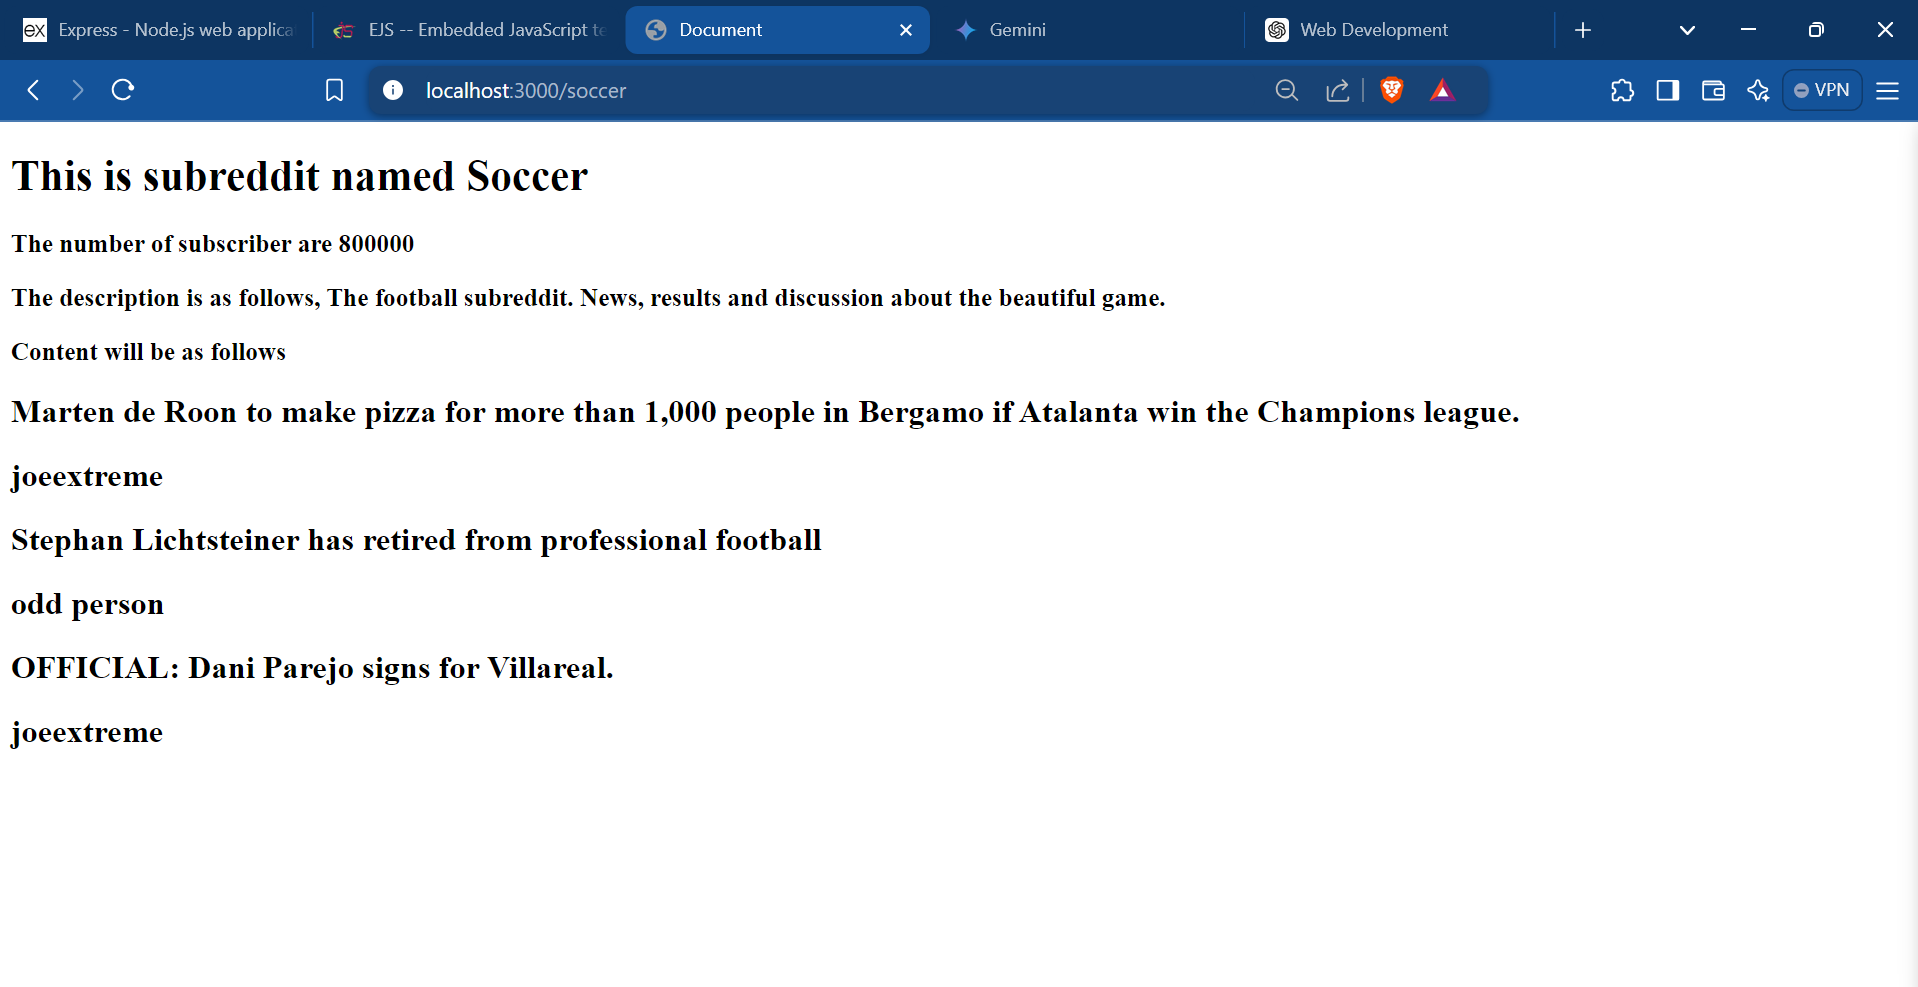 ex Express - Node.js web applica
EJS -- Embedded JavaScript te
Document
Gemini
Web Development
localhost:3000/soccer
VPN
This is subreddit named Soccer
The number of subscriber are 800000
The description is as follows, The football subreddit. News, results and discussion about the beautiful game.
Content will be as follows
Marten de Roon to make pizza for more than 1,000 people in Bergamo if Atalanta win the Champions league.
joeextreme
Stephan Lichtsteiner has retired from professional football
odd person
OFFICIAL: Dani Parejo signs for Villareal.
joeextreme